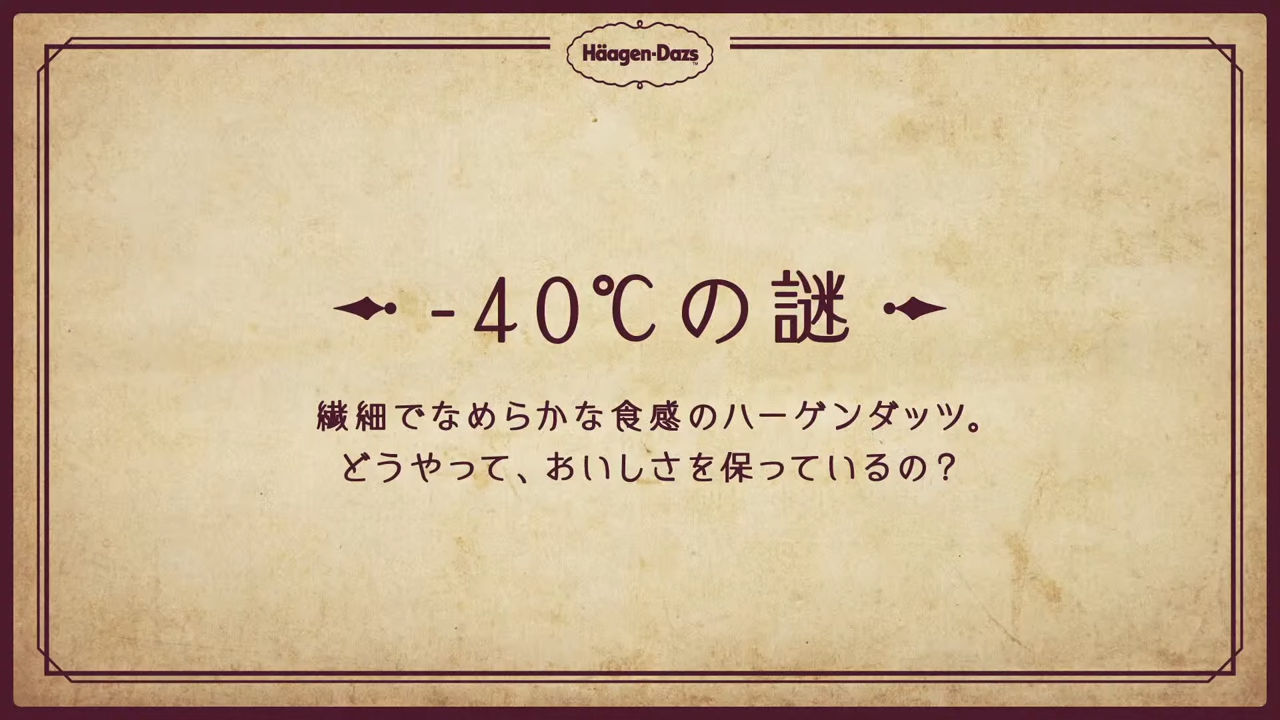 Häagen-Dazs™
-40℃の謎
繊細でなめらかな食感のハーゲンダッツ。
どうやって、おいしさを保っているの?